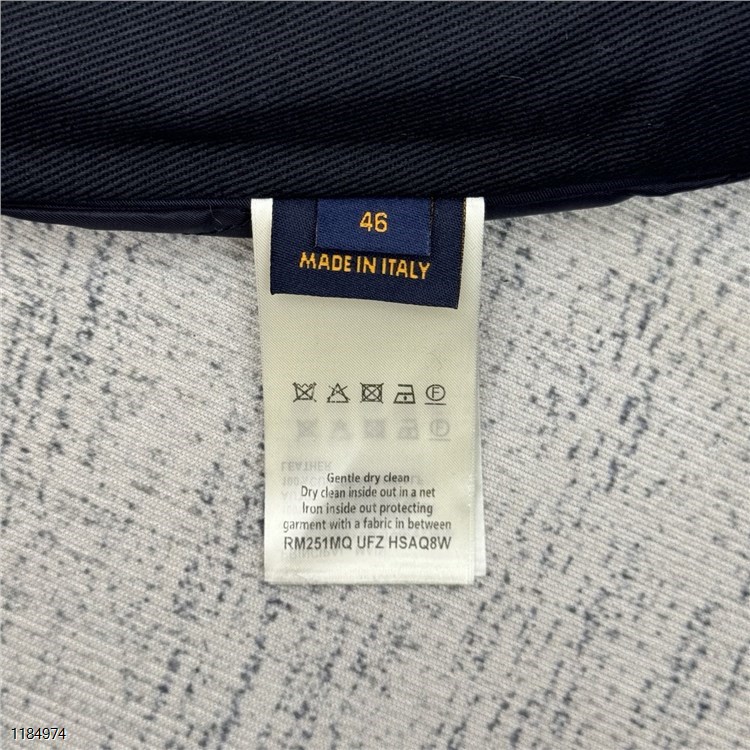 46
MADE IN ITALY
F
LEATHER
Gentle dry clean
Dry clean inside out in a net
Iron inside out protecting
garment with a fabric in between
RM251MQ UFZ HSAQ8W
1184974